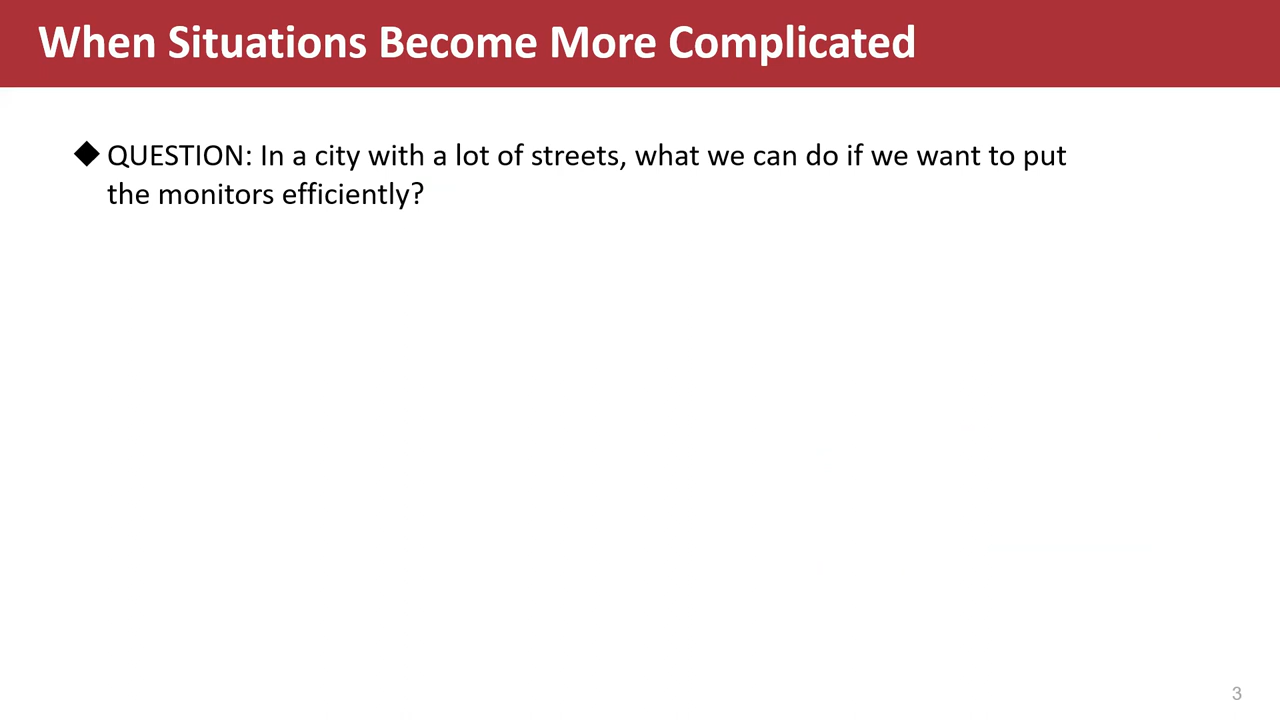 When Situations Become More Complicated
◆ QUESTION: In a city with a lot of streets, what we can do if we want to put
the monitors efficiently?
3